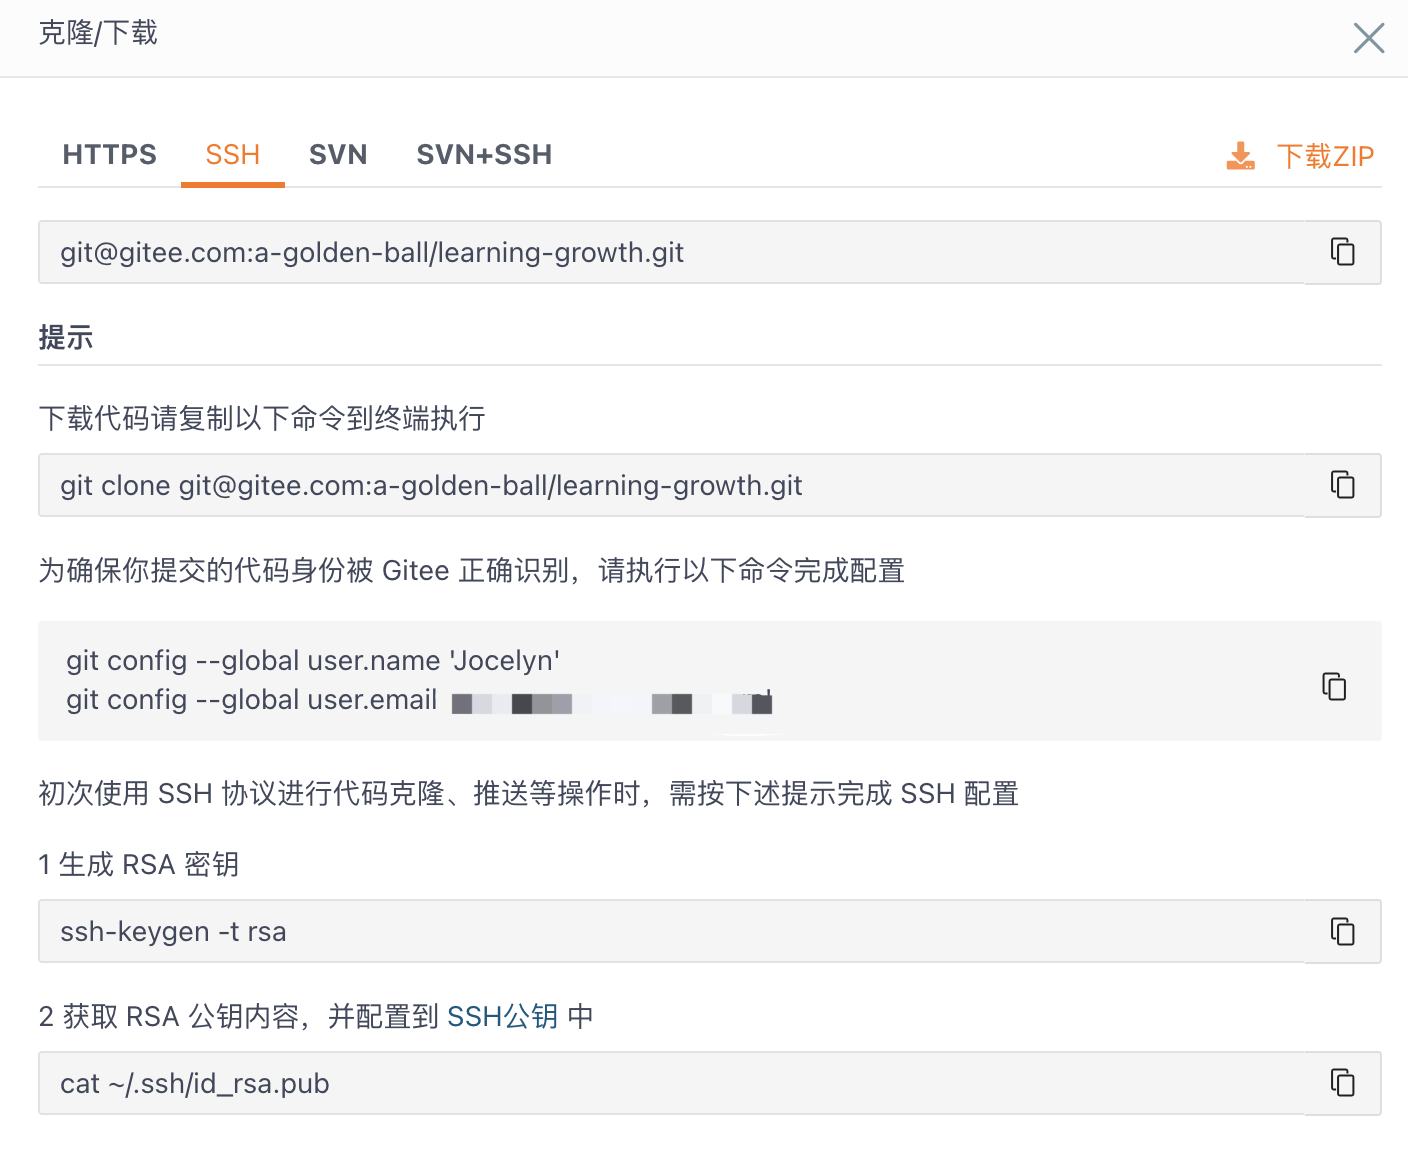 克隆/下载
HTTPS SSH SVN SVN+SSH 下载ZIP
git@gitee.com:a-golden-ball/learning-growth.git
提示
下载代码请复制以下命令到终端执行
git clone git@gitee.com:a-golden-ball/learning-growth.git
为确保你提交的代码身份被 Gitee 正确识别，请执行以下命令完成配置
git config --global user.name 'Jocelyn'
git config --global user.email
初次使用 SSH 协议进行代码克隆、推送等操作时，需按下述提示完成 SSH 配置
1 生成 RSA 密钥
ssh-keygen -t rsa
2 获取 RSA 公钥内容，并配置到 SSH公钥 中
cat ~/.ssh/id_rsa.pub